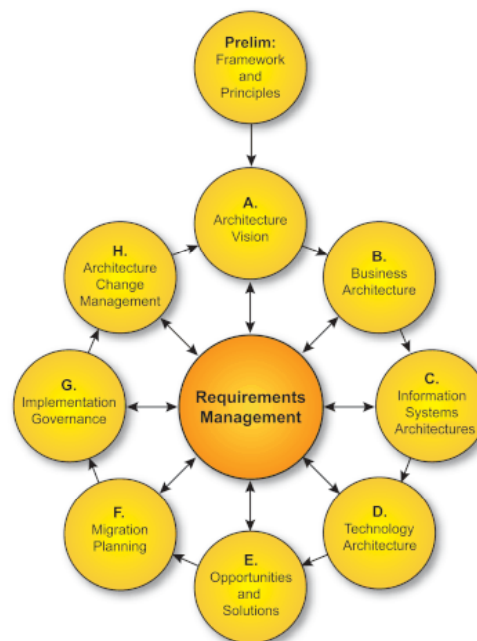 Prelim:
Framework
and
Principles
A.
Architecture
Vision
B.
Business
Architecture
C.
Information
Systems
Architectures
D.
Technology
Architecture
E.
Opportunities
and
Solutions
F.
Migration
Planning
G.
Implementation
Governance
H.
Architecture
Change
Management
Requirements
Management